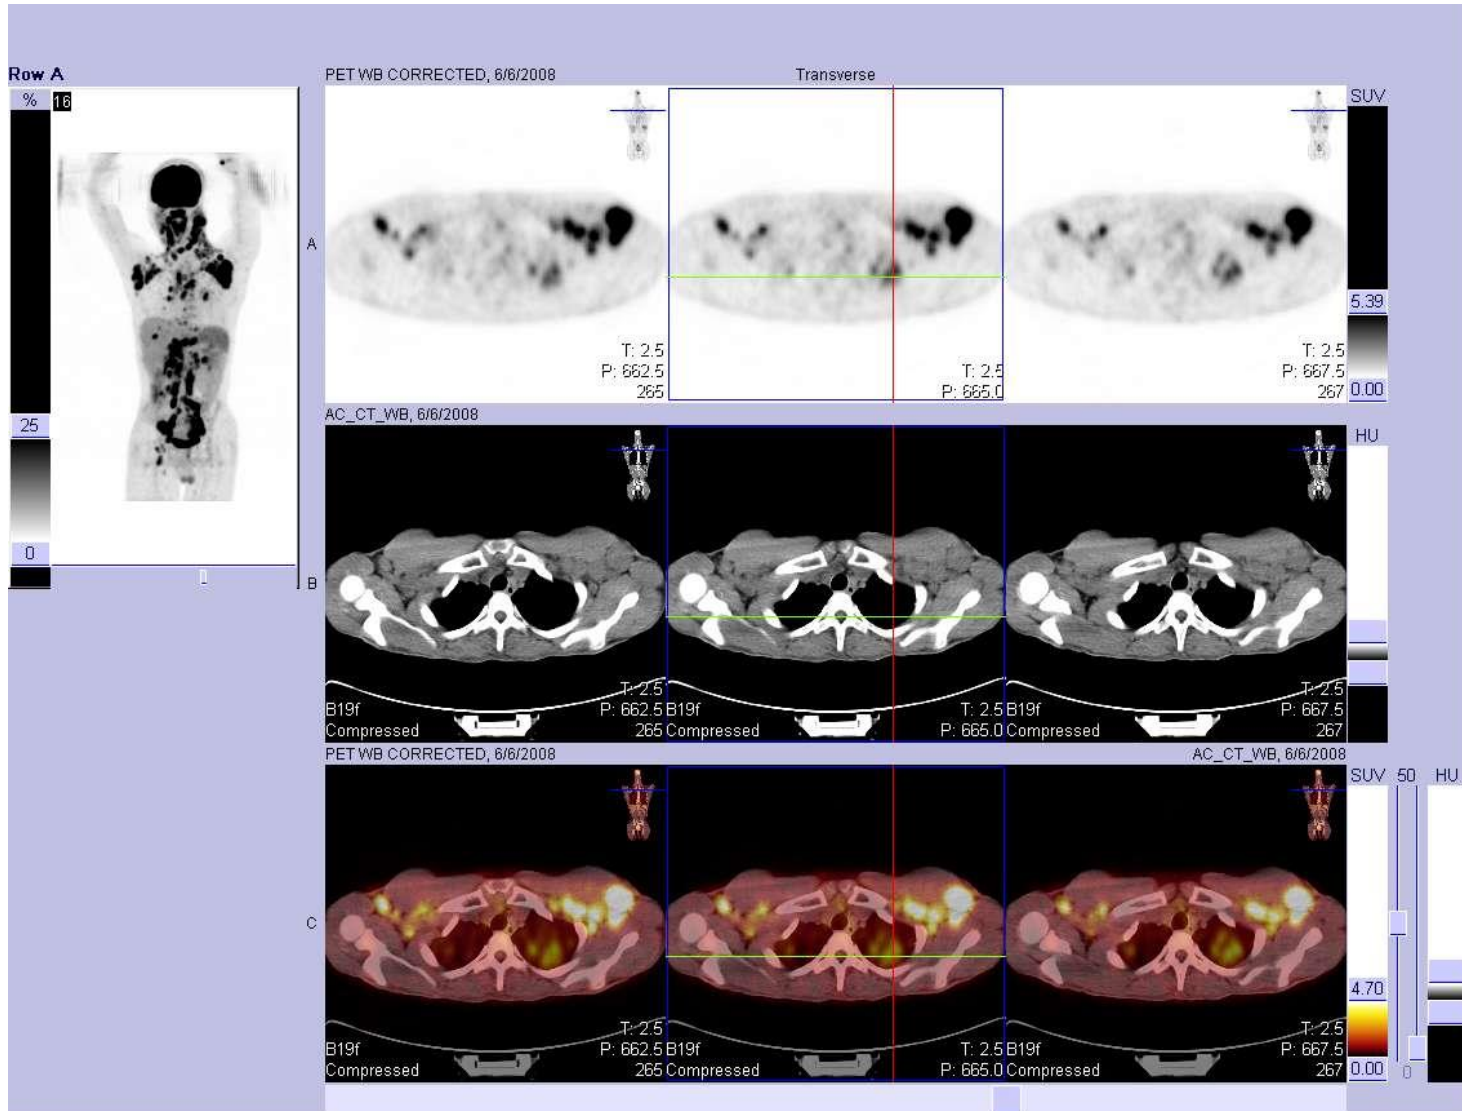 Row A
%
16
25
0
PET WB CORRECTED, 6/6/2008
Transverse
A
T: 2.5
P: 662.5
265
T: 2.5
P: 665.0
T: 2.5
P: 667.5
267
SUV
5.39
0.00
AC_CT_WB, 6/6/2008
B
B19f
Compressed
T: 2.5
P: 662.5
265
B19f
Compressed
T: 2.5
P: 665.0
B19f
Compressed
T: 2.5
P: 667.5
267
HU
PET WB CORRECTED, 6/6/2008
AC_CT_WB, 6/6/2008
C
B19f
Compressed
T: 2.5
P: 662.5
265
B19f
Compressed
T: 2.5
P: 665.0
B19f
Compressed
T: 2.5
P: 667.5
267
SUV
50
HU
4.70
0.00
0